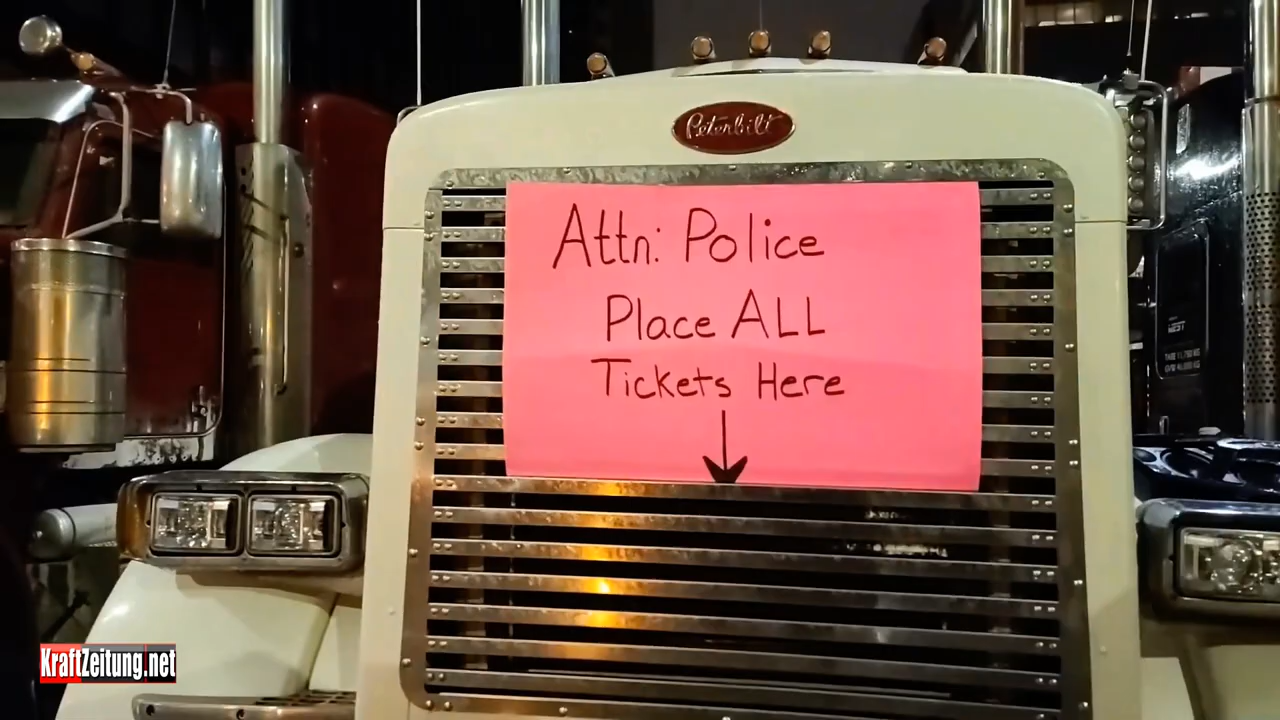 Peterbilt
Attn: Police
Place ALL
Tickets Here
KraftZeitung.net